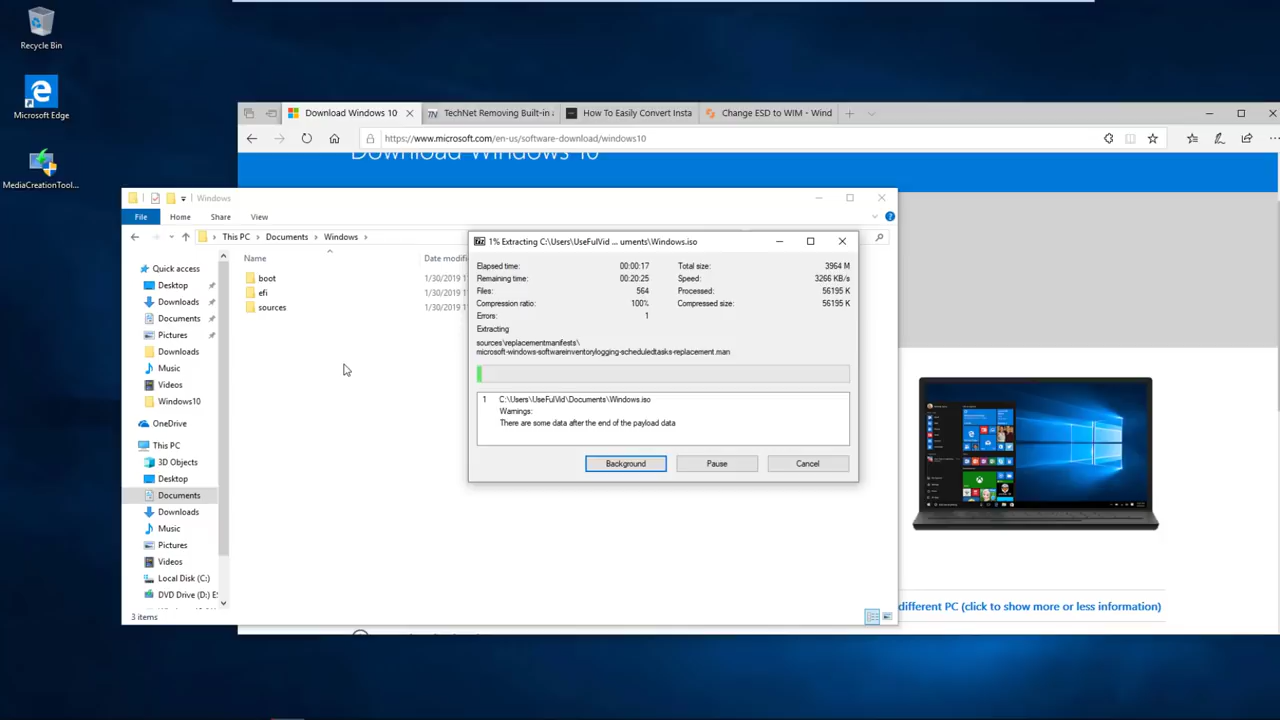 Recycle Bin
Microsoft Edge
MediaCreationTool...
Download Windows 10
TechNet Removing Built-in a
How To Easily Convert Insta
Change ESD to WIM - Wind
https://www.microsoft.com/en-us/software-download/windows10
Download Windows 10
Windows
File
Home
Share
View
This PC
Documents
Windows
Name
Date modifie
boot
1/30/2019 1
efi
1/30/2019 1
sources
1/30/2019 1
Quick access
Desktop
Downloads
Documents
Pictures
Downloads
Music
Videos
Windows10
OneDrive
This PC
3D Objects
Desktop
Documents
Downloads
Music
Pictures
Videos
Local Disk (C:)
DVD Drive (D:) ES
3 items
1% Extracting C:\Users\UseFulVid ... uments\Windows.iso
Elapsed time: 00:00:17 Total size: 3964 M
Remaining time: 00:20:25 Speed: 3266 KB/s
Files: 564 Processed: 56195 K
Compression ratio: 100% Compressed size: 56195 K
Errors: 1
Extracting
sources\replacementmanifests\
microsoft-windows-softwareinventorylogging-scheduledtasks-replacement.man
1 C:\Users\UseFulVid\Documents\Windows.iso
Warnings:
There are some data after the end of the payload data
Background
Pause
Cancel
different PC (click to show more or less information)